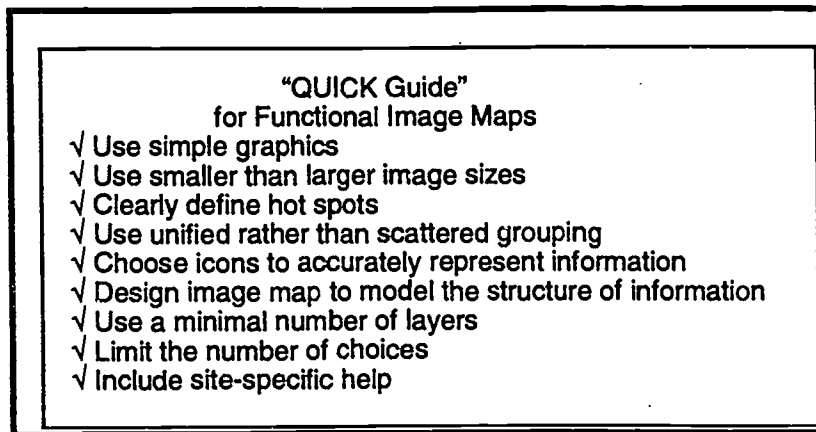 “QUICK Guide”
for Functional Image Maps
√ Use simple graphics
√ Use smaller than larger image sizes
√ Clearly define hot spots
√ Use unified rather than scattered grouping
√ Choose icons to accurately represent information
√ Design image map to model the structure of information
√ Use a minimal number of layers
√ Limit the number of choices
√ Include site-specific help